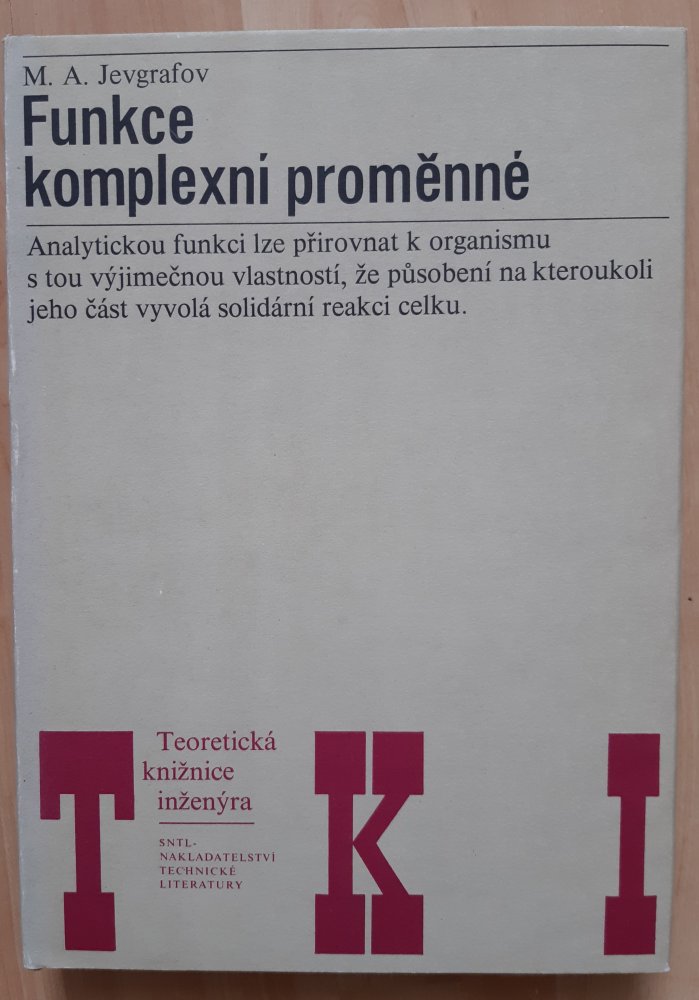 M. A. Jevgrafov
Funkce
komplexní proměnné
Analytickou funkci lze přirovnat k organismu
s tou výjimečnou vlastností, že působení na kteroukoli
jeho část vyvolá solidární reakci celku.
Teoretická
knižnice
inženýra
SNTL-
NAKLADATELSTVÍ
TECHNICKÉ
LITERATURY
T K I